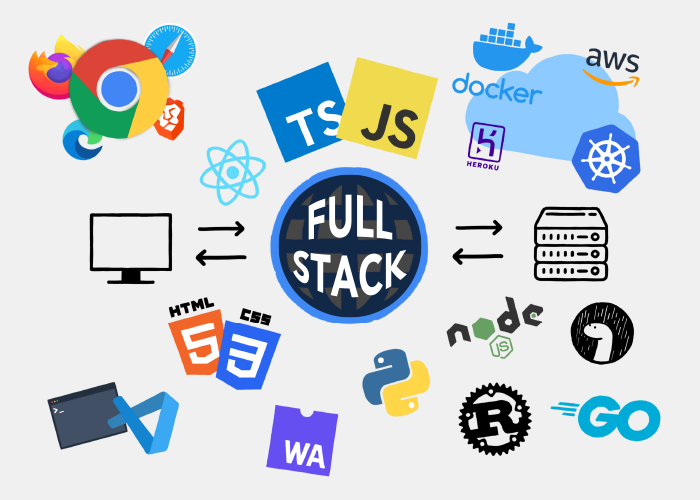 docker
aws
TS
JS
HEROKU
FULL
STACK
HTML
5
CSS
3
node
JS
>_
WA
R
GO